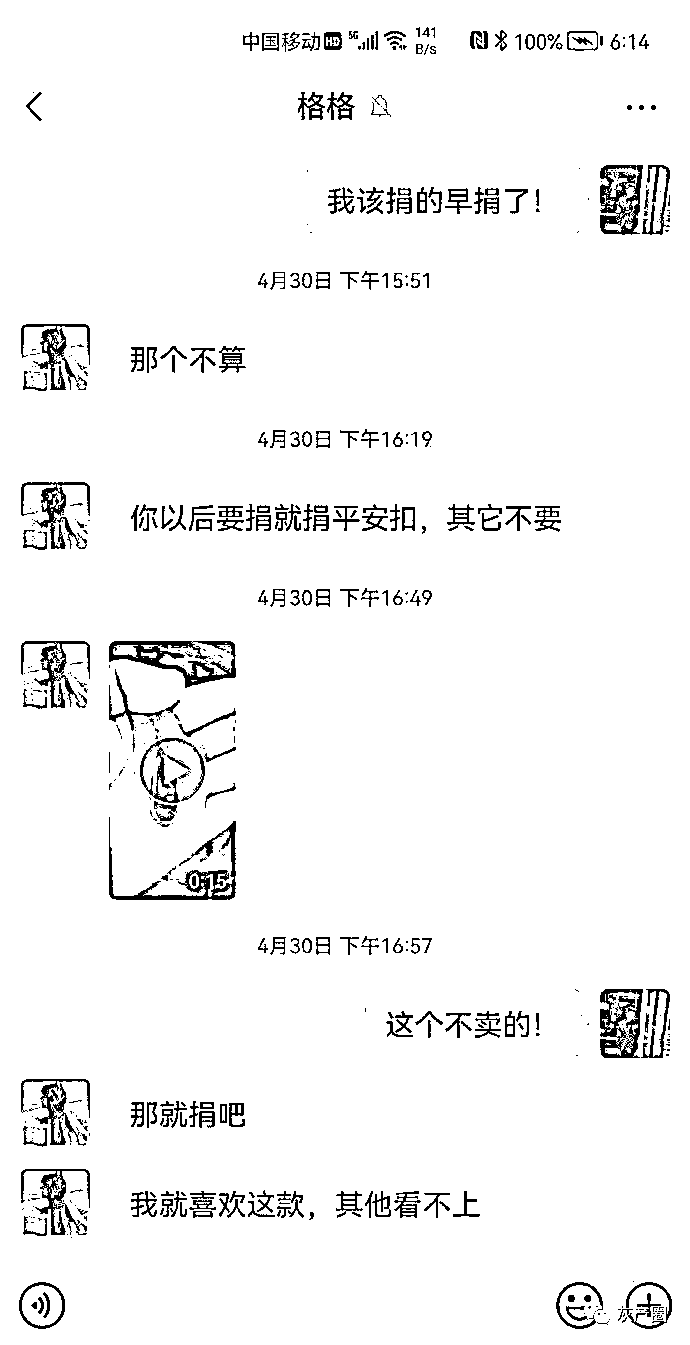 中国移动 HD 5G 141 B/s 100% 6:14
格格
我该捐的早捐了！
4月30日 下午15:51
那个不算
4月30日 下午16:19
你以后要捐就捐平安扣，其它不要
4月30日 下午16:49
0:15
4月30日 下午16:57
这个不卖的！
那就捐吧
我就喜欢这款，其他看不上
灰产圈